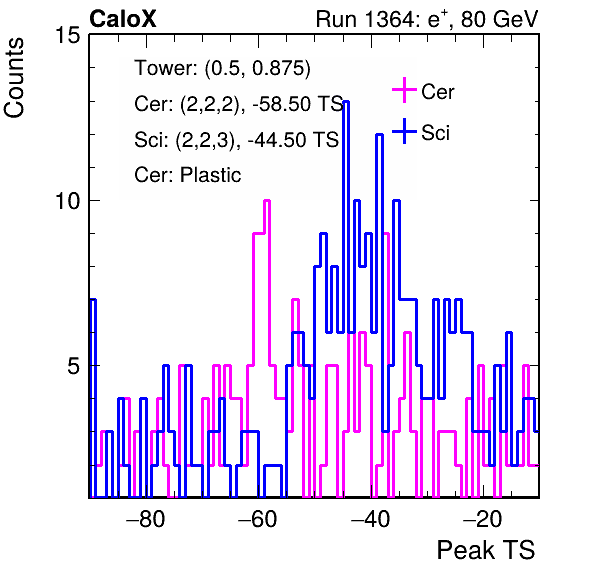 CaloX Run 1364: e⁺, 80 GeV
Counts
15
Tower: (0.5, 0.875)
Cer: (2,2,2), -58.50 TS
Sci: (2,2,3), -44.50 TS
Cer: Plastic
Cer
Sci
10
5
−80 −60 −40 −20
Peak TS